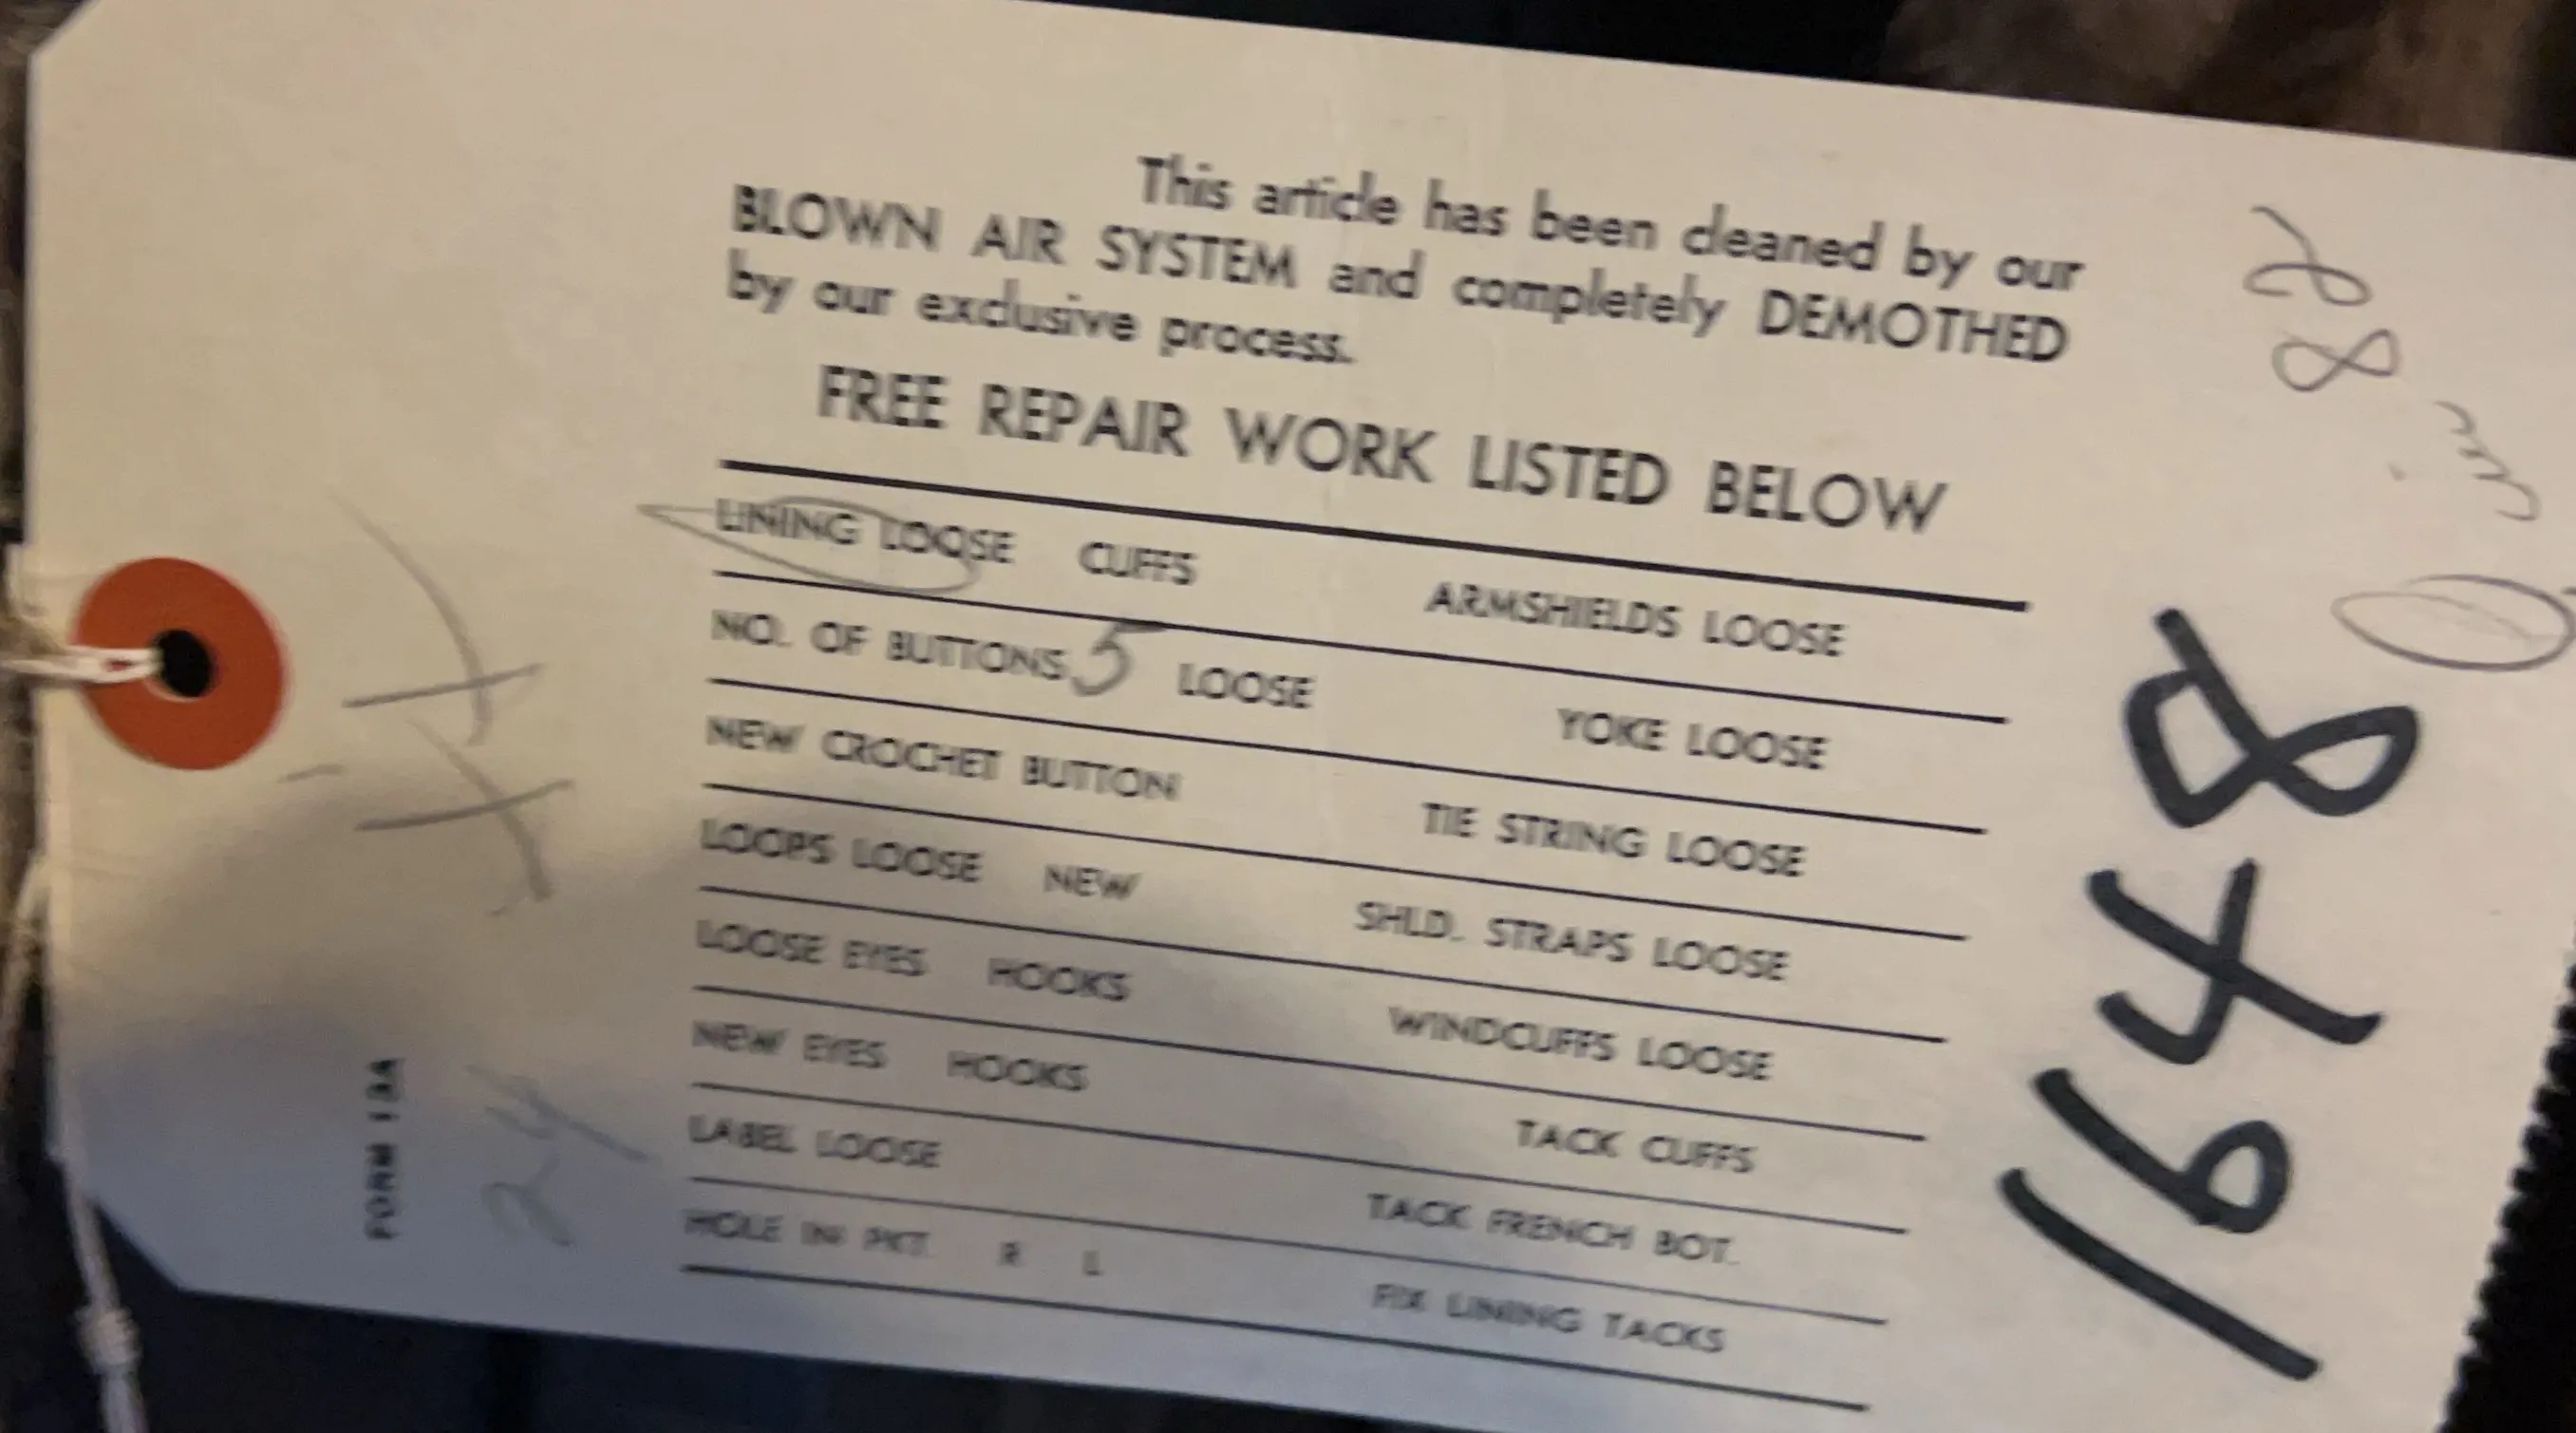 This article has been cleaned by our
BLOWN AIR SYSTEM and completely DEMOTHED
by our exclusive process.
FREE REPAIR WORK LISTED BELOW
LINING LOOSE CUFFS ARMSHIELDS LOOSE
NO. OF BUTTONS 5 LOOSE YOKE LOOSE
NEW CROCHET BUTTON TIE STRING LOOSE
LOOPS LOOSE NEW SHLD. STRAPS LOOSE
LOOSE EYES HOOKS WINDCUFFS LOOSE
NEW EYES HOOKS TACK CUFFS
LABEL LOOSE TACK FRENCH BOT.
HOLE IN PKT. R L FIX LINING TACKS
FORM 13A
24
1648